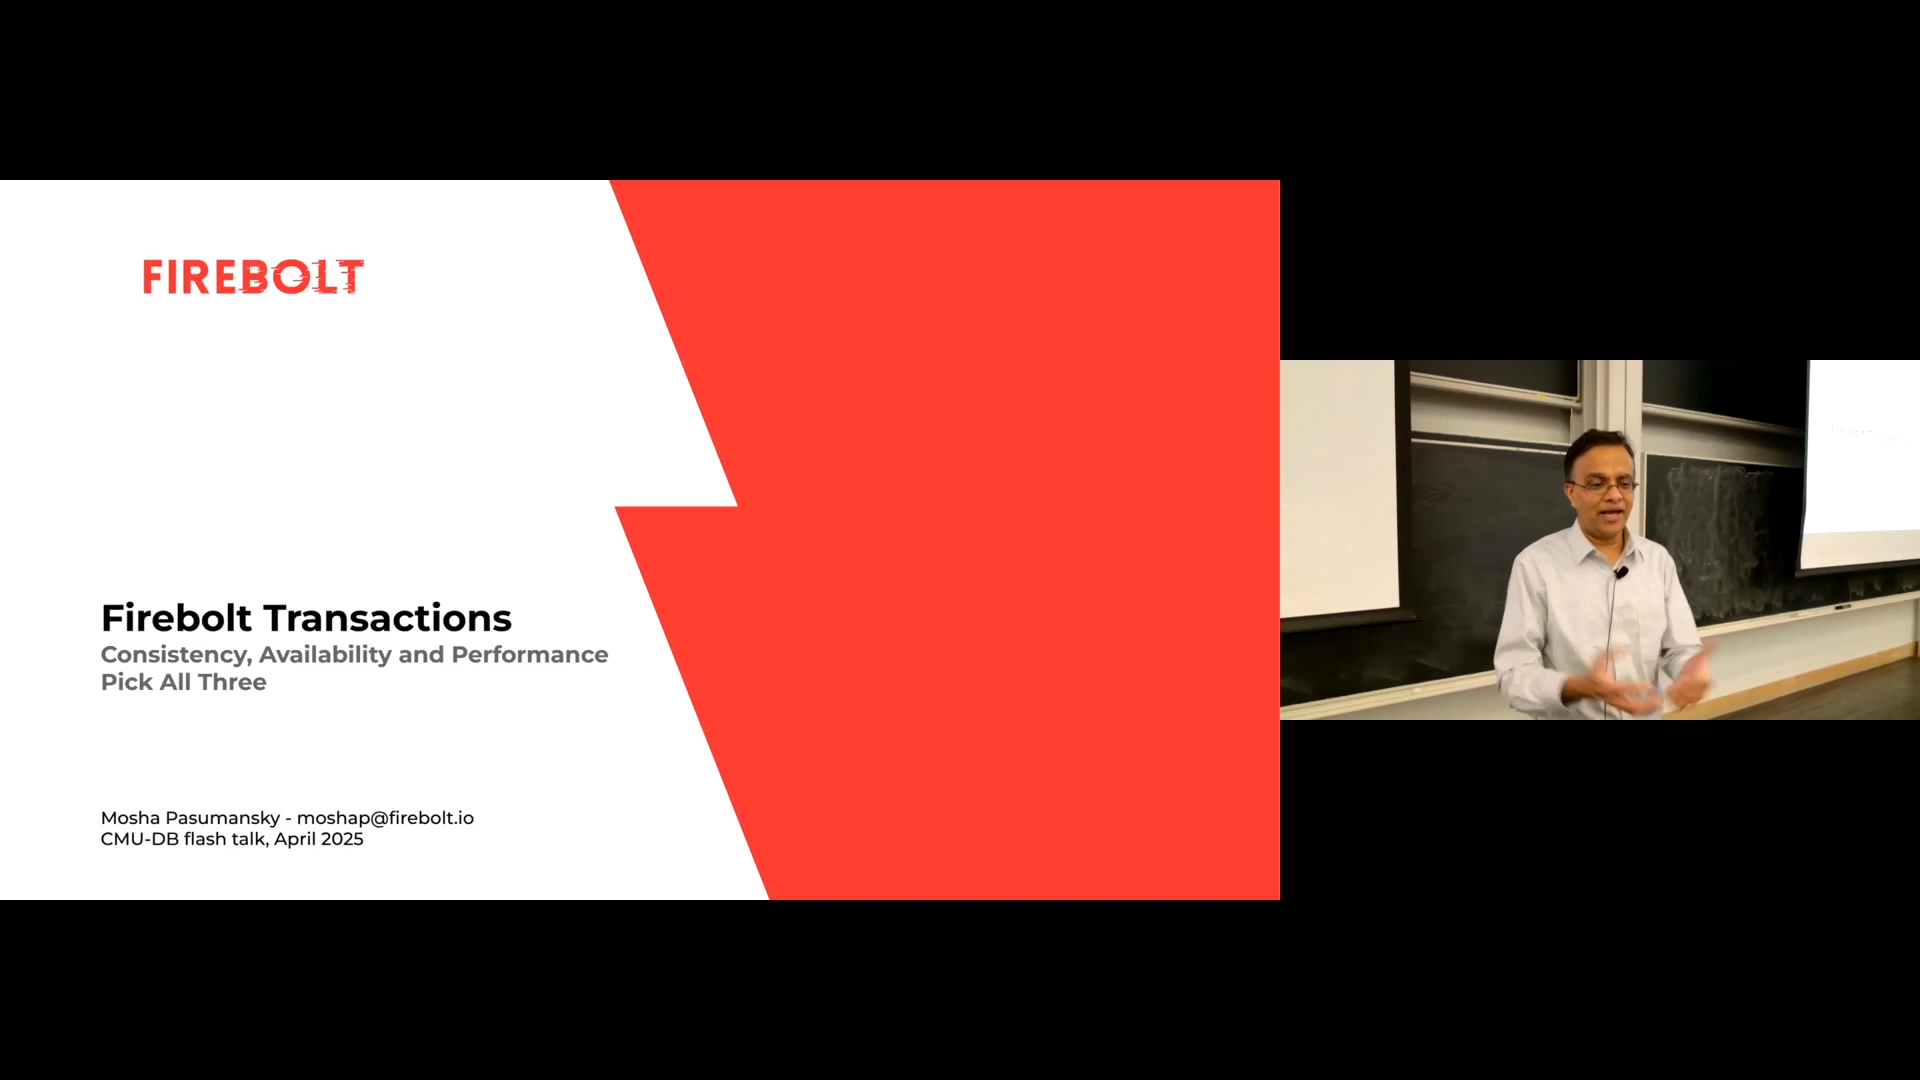 FIREBOLT
Firebolt Transactions
Consistency, Availability and Performance
Pick All Three
Mosha Pasumansky - moshap@firebolt.io
CMU-DB flash talk, April 2025